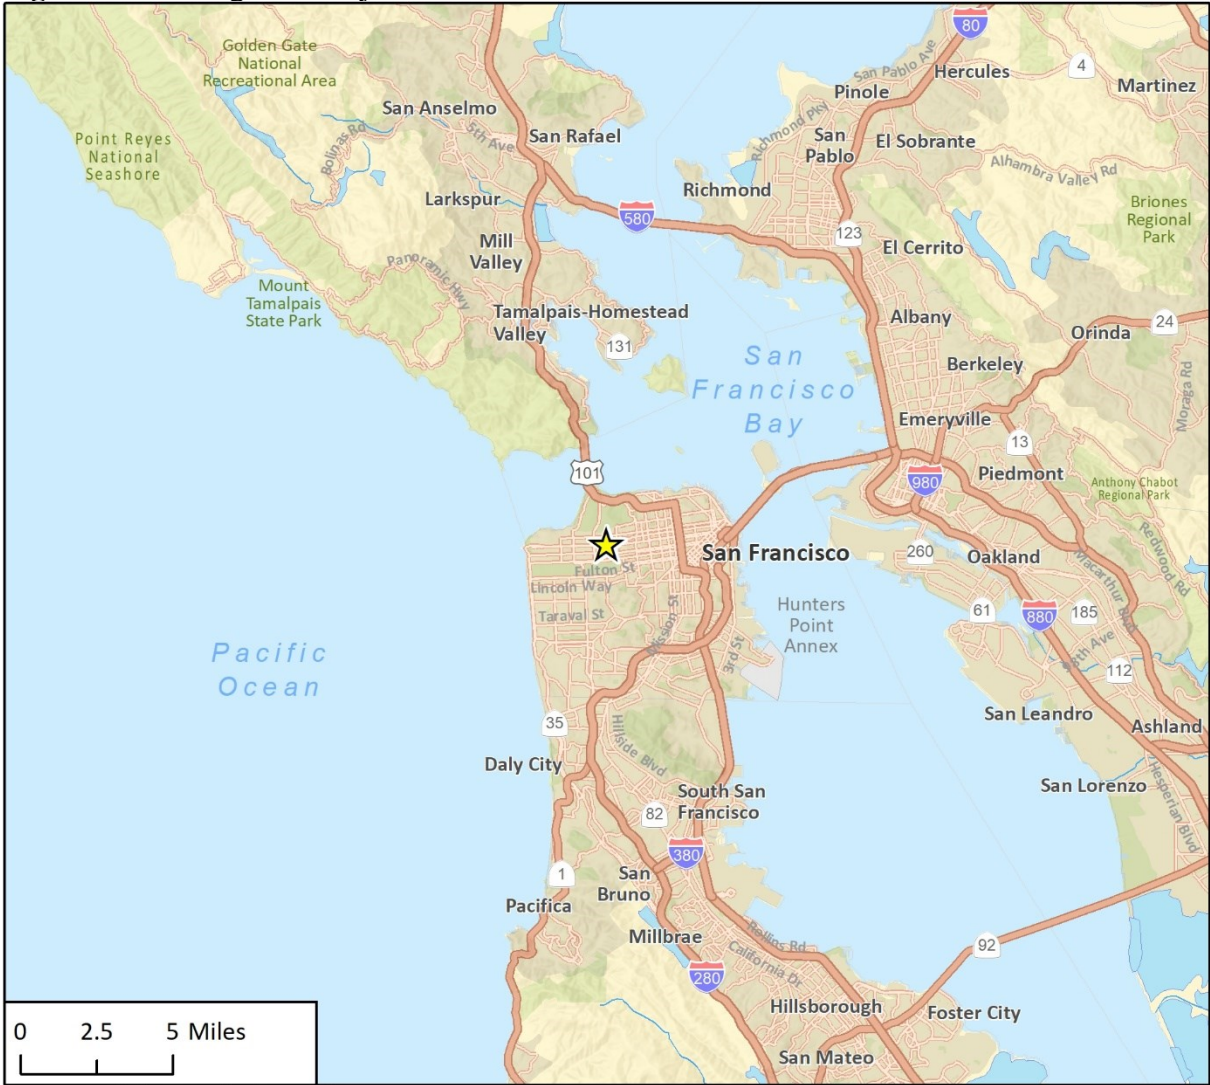 80
Golden Gate
National
Recreational Area
San Pablo Ave
Hercules
4
Martinez
Pinole
San Anselmo
5th Ave
San Rafael
Richmond Pky
San
Pablo
El Sobrante
Point Reyes
National
Seashore
Bolinas Rd
Alhambra Valley Rd
Richmond
Larkspur
580
Briones
Regional
Park
123
El Cerrito
Mill
Valley
Panoramic Hwy
Mount
Tamalpais
State Park
Tamalpais-Homestead
Valley
131
Albany
24
Orinda
San
Francisco
Bay
Berkeley
Moraga Rd
Emeryville
13
101
980
Piedmont
Anthony Chabot
Regional Park
San Francisco
260
Oakland
Redwood Rd
Fulton St
Lincoln Way
Macarthur Blvd
Taraval St
Mission St
Hunters
Point
Annex
61
880
185
3rd St
98th Ave
Pacific
Ocean
112
35
Hillside Blvd
San Leandro
Ashland
Daly City
South San
Francisco
San Lorenzo
Hesperian Blvd
82
380
1
San
Bruno
Pacifica
Millbrae
Rollins Rd
92
California Dr
280
Hillsborough
Foster City
San Mateo
0 2.5 5 Miles